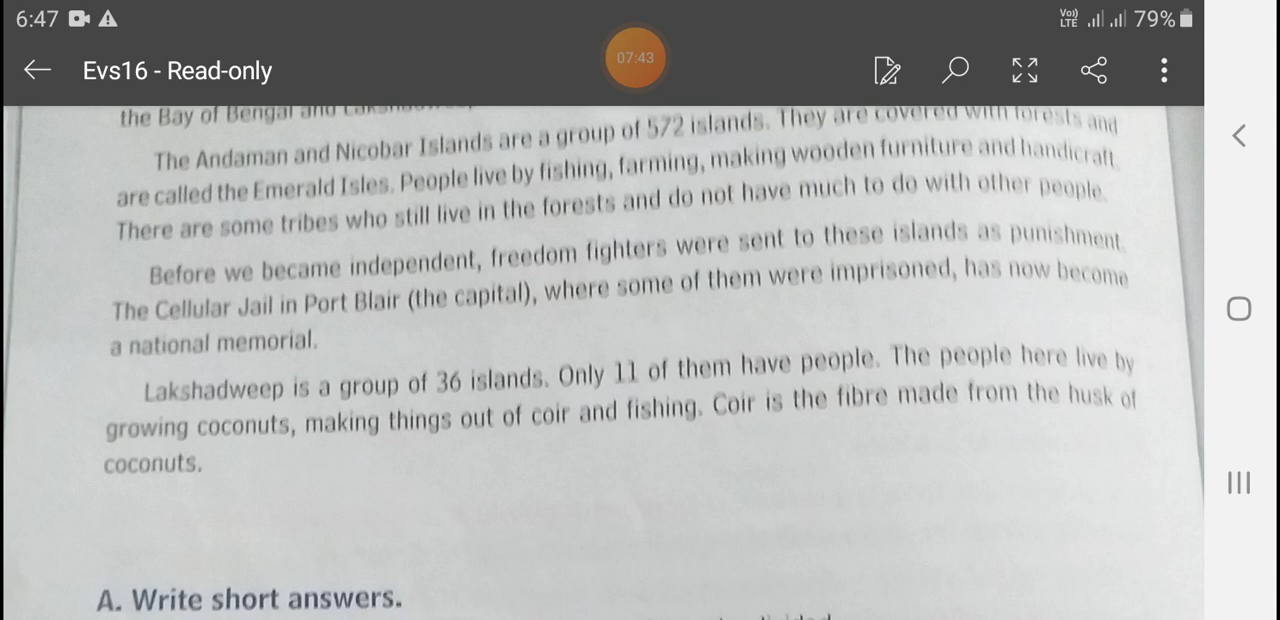 6:47 Vo)) LTE 79%
Evs16 - Read-only
07:43
the Bay of Bengal and
The Andaman and Nicobar Islands are a group of 572 islands. They are covered with forests and
are called the Emerald Isles. People live by fishing, farming, making wooden furniture and handicraft.
There are some tribes who still live in the forests and do not have much to do with other people.
Before we became independent, freedom fighters were sent to these islands as punishment.
The Cellular Jail in Port Blair (the capital), where some of them were imprisoned, has now become
a national memorial.
Lakshadweep is a group of 36 islands. Only 11 of them have people. The people here live by
growing coconuts, making things out of coir and fishing. Coir is the fibre made from the husk of
coconuts.
A. Write short answers.